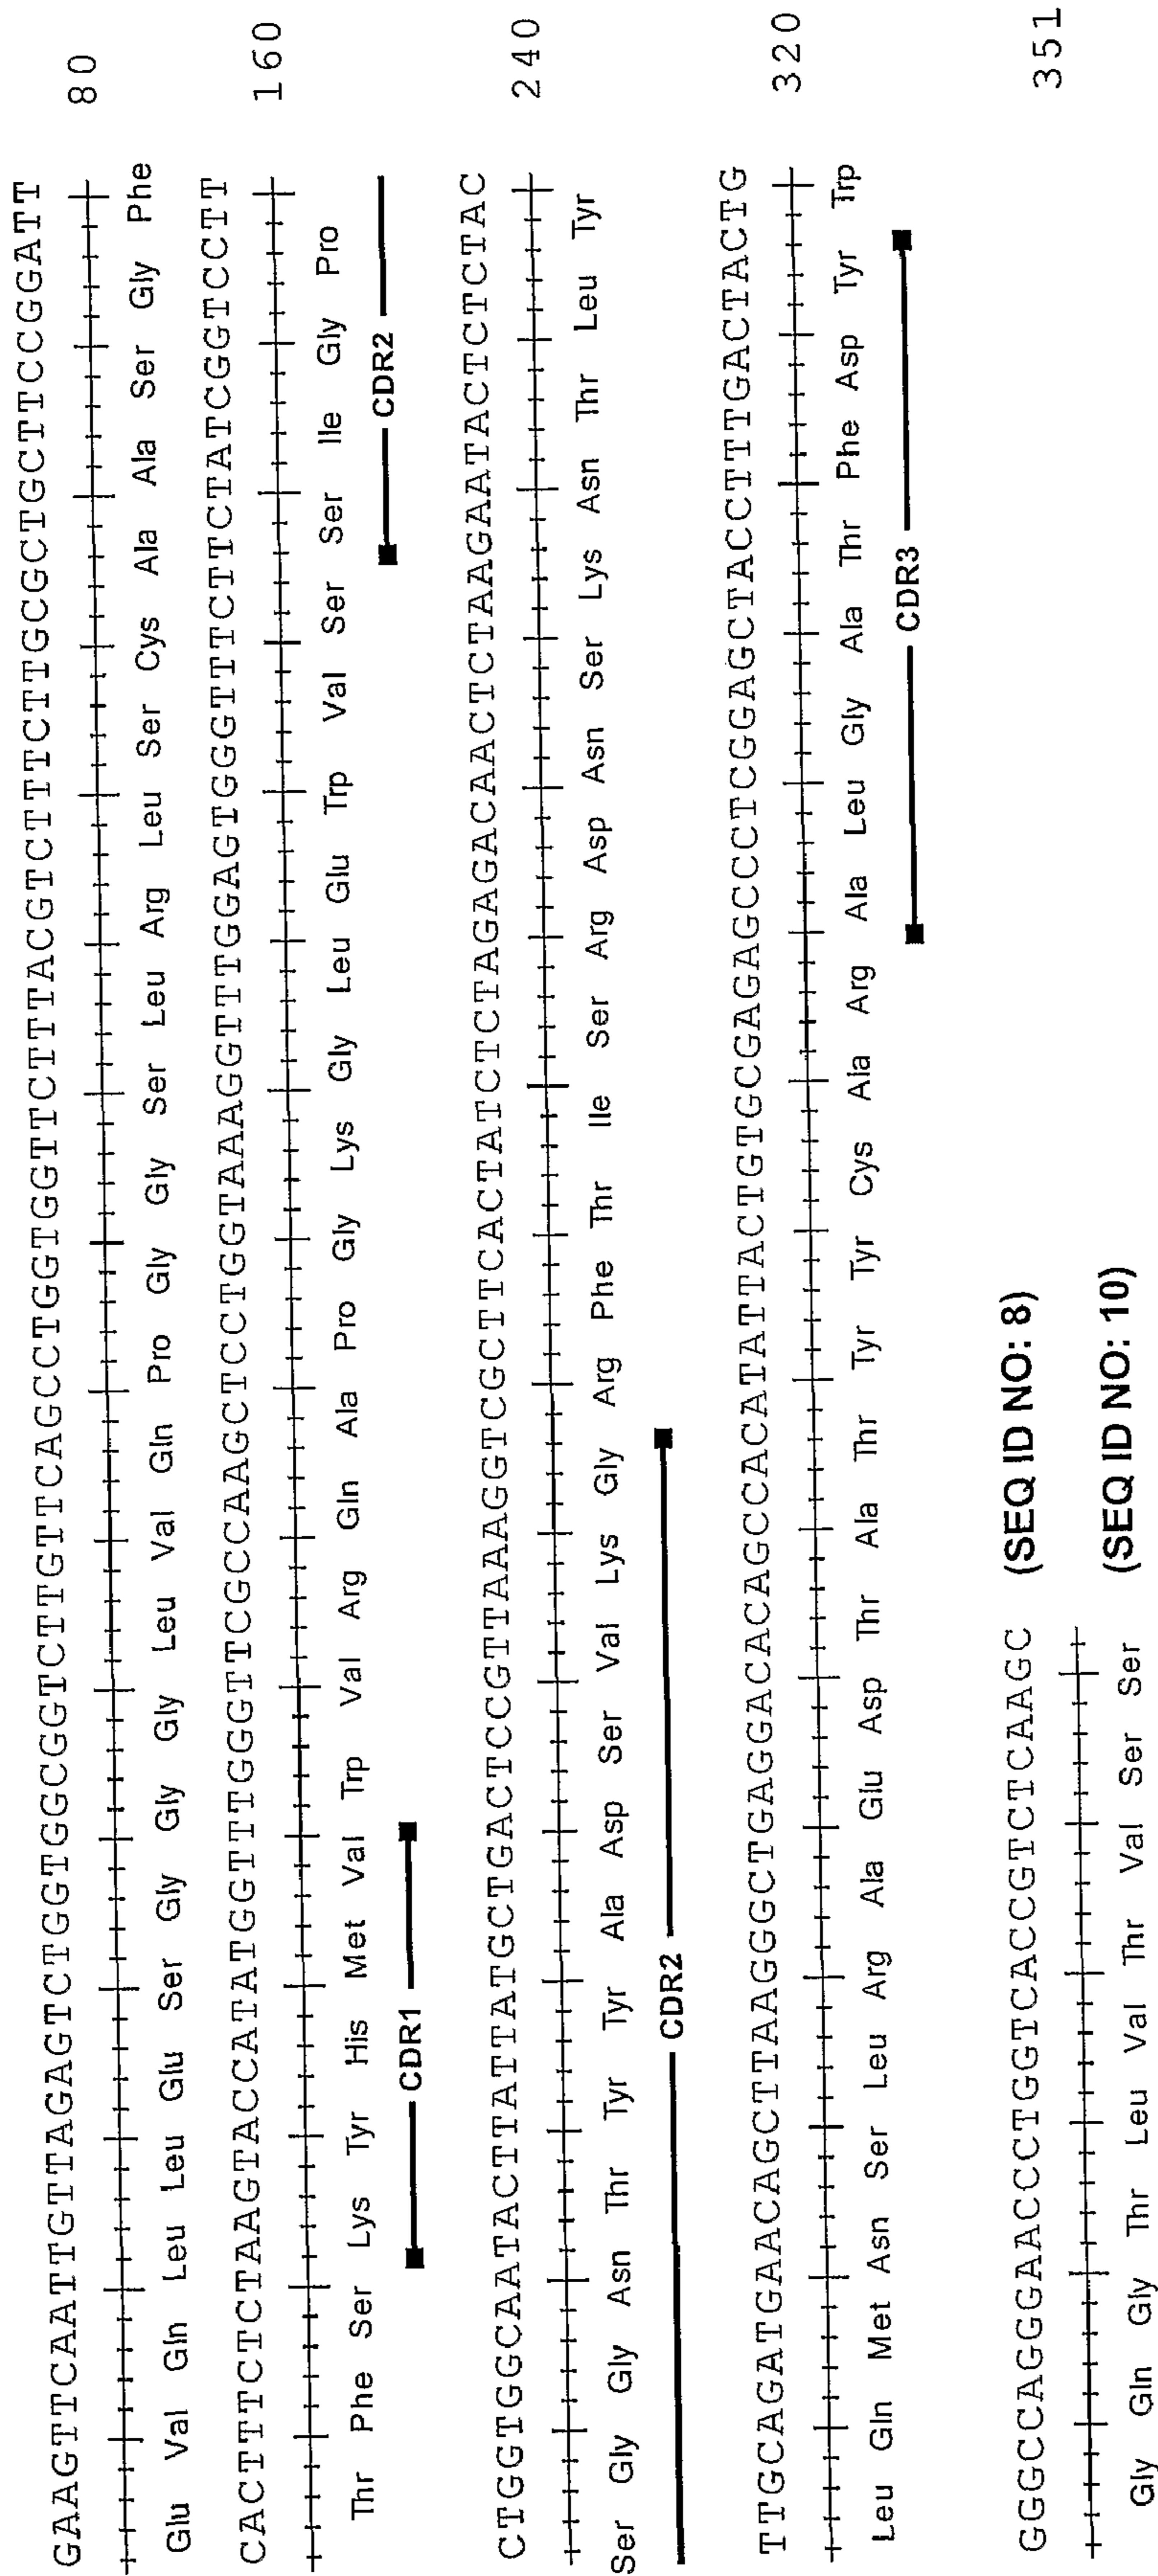 GAAGTTCAATTGTTAGAGTCTGGTGGCGGTCTTGTTCAGCCTGGTGGTTCTTTACGTCTTTCTTGCGCTGCTTCCGGATT 80
Glu Val Gln Leu Leu Glu Ser Gly Gly Gly Leu Val Gln Pro Gly Gly Ser Leu Arg Leu Ser Cys Ala Ala Ser Gly Phe
CACTTTCTCTAAGTACCATATGGTTTGGGTTCGCCAAGCTCCTGGTAAAGGTTTGGAGTGGGTTTCTTCTATCGGTCCTT 160
Thr Phe Ser Lys Tyr His Met Val Trp Val Arg Gln Ala Pro Gly Lys Gly Leu Glu Trp Val Ser Ser Ile Gly Pro
CDR1 CDR2
CTGGTGGCAATACTTATTATGCTGACTCCGTTAAAGGTCGCTTCACTATCTCTAGAGACAACTCTAAGAATACTCTCTAC 240
Ser Gly Gly Asn Thr Tyr Tyr Ala Asp Ser Val Lys Gly Arg Phe Thr Ile Ser Arg Asp Asn Ser Lys Asn Thr Leu Tyr
CDR2
TTGCAGATGAACAGCTTAAGGGCTGAGGACACAGCCACATATTACTGTGCGAGAGCCCTCGGAGCTACCTTTGACTACTG 320
Leu Gln Met Asn Ser Leu Arg Ala Glu Asp Thr Ala Thr Tyr Tyr Cys Ala Arg Ala Leu Gly Ala Thr Phe Asp Tyr Trp
CDR3
GGGCCAGGGAACCCTGGTCACCGTCTCAAGC (SEQ ID NO: 8) 351
Gly Gln Gly Thr Leu Val Thr Val Ser Ser (SEQ ID NO: 10)